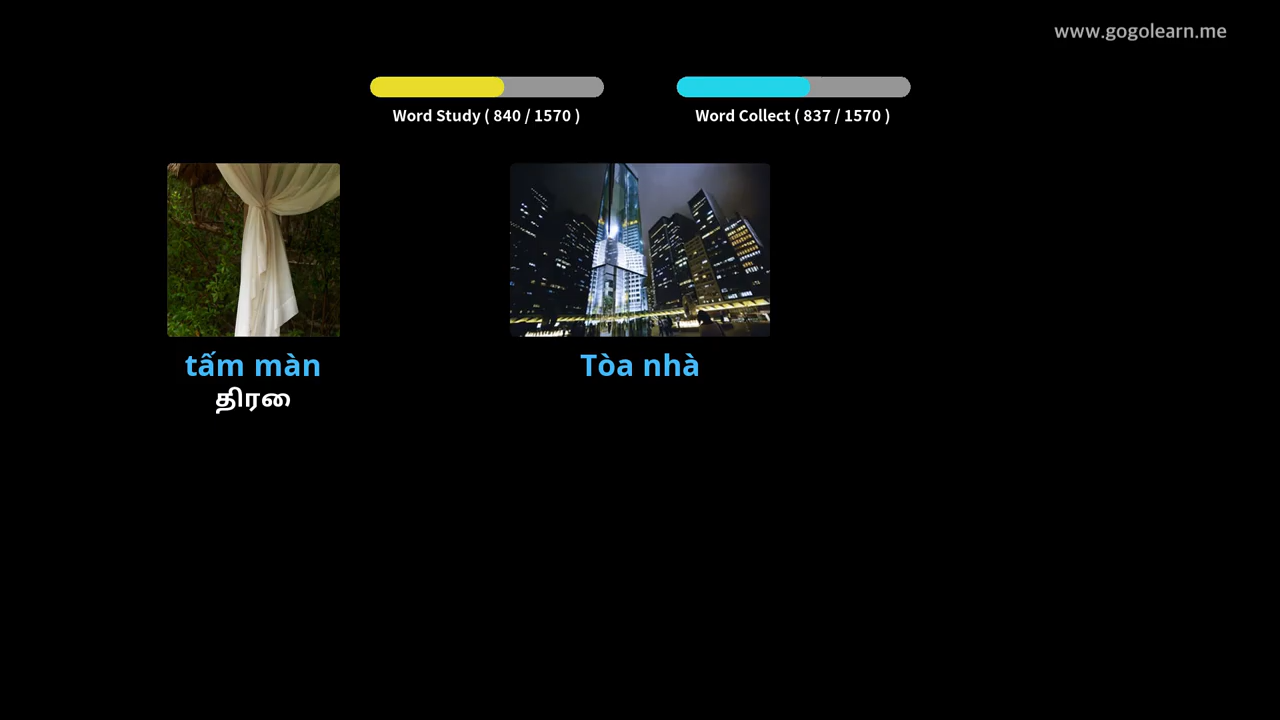 www.gogolearn.me
Word Study ( 840 / 1570 )
Word Collect ( 837 / 1570 )
tấm màn
திரை
Tòa nhà